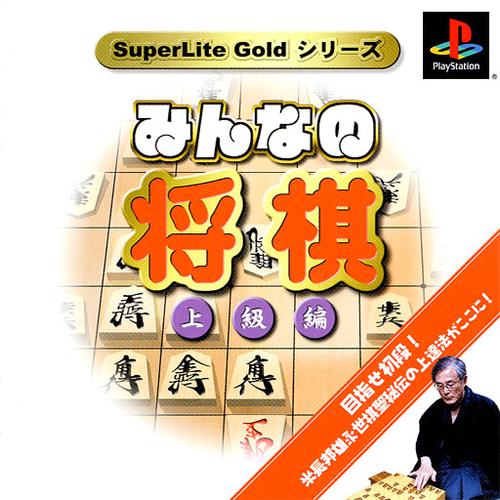 SuperLite Gold シリーズ
PlayStation
®
みんなの
将棋
上級編
目指せ初段!
米長邦雄永世棋聖秘伝の上達法がここに!